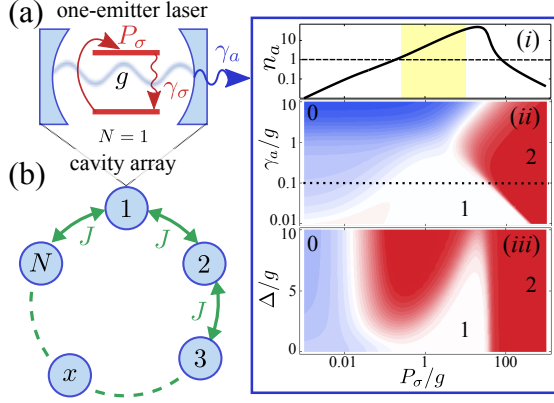 (a) one-emitter laser
P_σ
g
γ_σ
γ_a
N = 1
cavity array
(b)
1
J
J
N
2
J
x
3
(i)
n_a
10
1
0.1
(ii)
γ_a/g
10
1
0.1
0.01
0
2
1
(iii)
Δ/g
10
5
0
0
2
1
0.01
1
100
P_σ/g